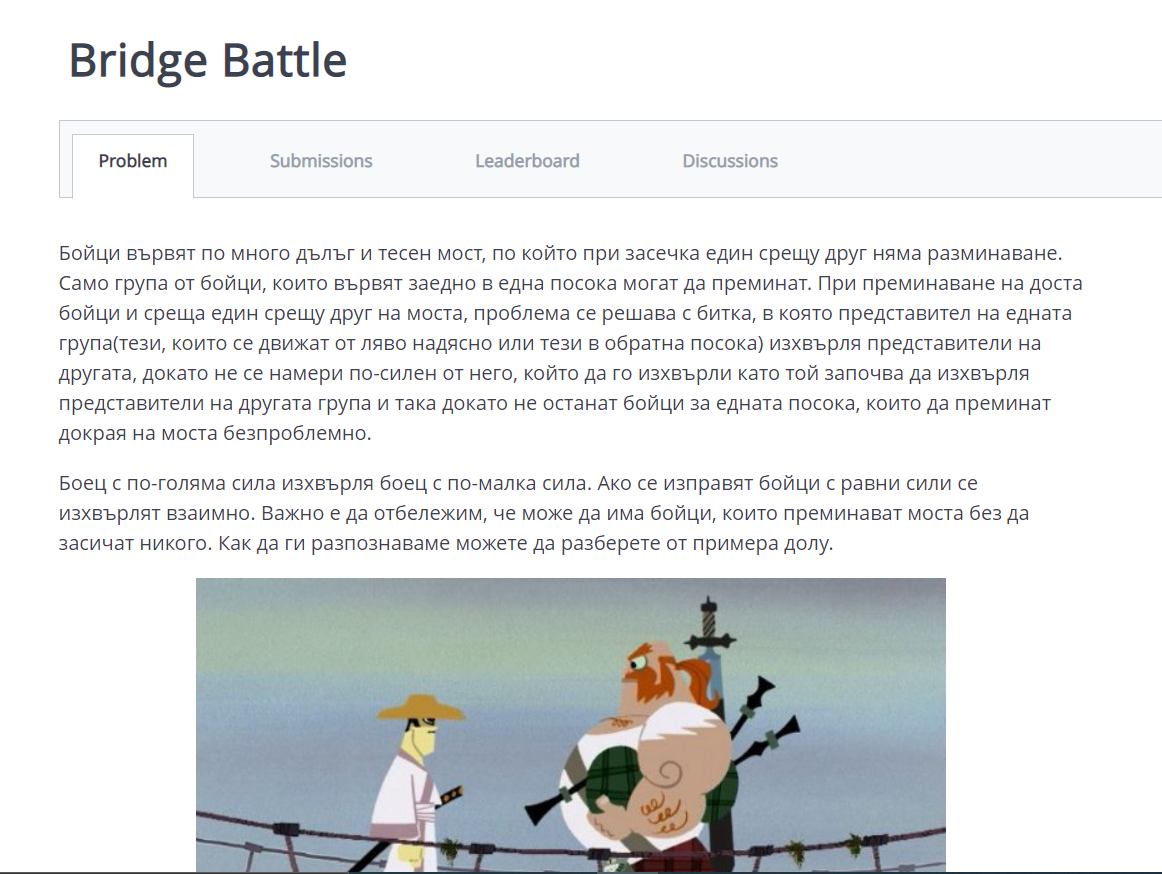 Bridge Battle
Problem
Submissions
Leaderboard
Discussions
Бойци вървят по много дълъг и тесен мост, по който при засечка един срещу друг няма разминаване.
Само група от бойци, които вървят заедно в една посока могат да преминат. При преминаване на доста
бойци и среща един срещу друг на моста, проблема се решава с битка, в която представител на едната
група(тези, които се движат от ляво надясно или тези в обратна посока) изхвърля представители на
другата, докато не се намери по-силен от него, който да го изхвърли като той започва да изхвърля
представители на другата група и така докато не останат бойци за едната посока, които да преминат
докрая на моста безпроблемно.
Боец с по-голяма сила изхвърля боец с по-малка сила. Ако се изправят бойци с равни сили се
изхвърлят взаимно. Важно е да отбележим, че може да има бойци, които преминават моста без да
засичат никого. Как да ги разпознаваме можете да разберете от примера долу.